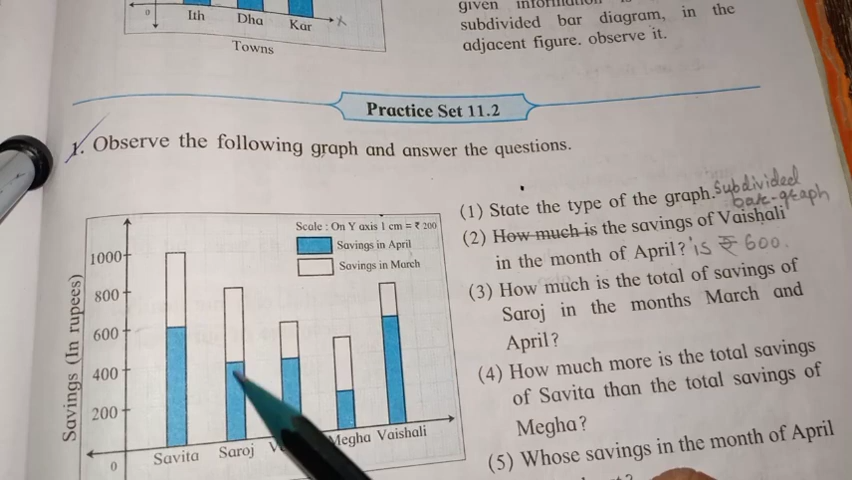 0
Ith Dha Kar x
Towns
given
subdivided bar diagram, in the
adjacent figure. observe it.
Practice Set 11.2
1. Observe the following graph and answer the questions.
Scale : On Y axis 1 cm = ₹ 200
Savings in April
Savings in March
Savings (In rupees)
1000
800
600
400
200
0
Savita Saroj Megha Vaishali
(1) State the type of the graph. subdivided
bar-graph
(2) How much is the savings of Vaishali
in the month of April? is ₹ 600.
(3) How much is the total of savings of
Saroj in the months March and
April?
(4) How much more is the total savings
of Savita than the total savings of
Megha?
(5) Whose savings in the month of April